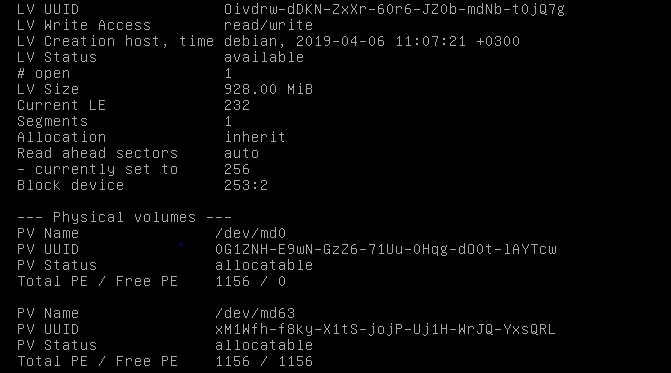 LV UUID Oivdrw-dDKN-ZxXr-6Or6-JZ0b-mdNb-t0jQ7g
LV Write Access read/write
LV Creation host, time debian, 2019-04-06 11:07:21 +0300
LV Status available
# open 1
LV Size 928.00 MiB
Current LE 232
Segments 1
Allocation inherit
Read ahead sectors auto
- currently set to 256
Block device 253:2
--- Physical volumes ---
PV Name /dev/md0
PV UUID 0G1ZNH-E9wN-GzZ6-71Uu-0Hqg-dO0t-lAYTcw
PV Status allocatable
Total PE / Free PE 1156 / 0
PV Name /dev/md63
PV UUID xM1Wfh-f8ky-X1tS-jojP-Uj1H-WrJQ-YxsQRL
PV Status allocatable
Total PE / Free PE 1156 / 1156